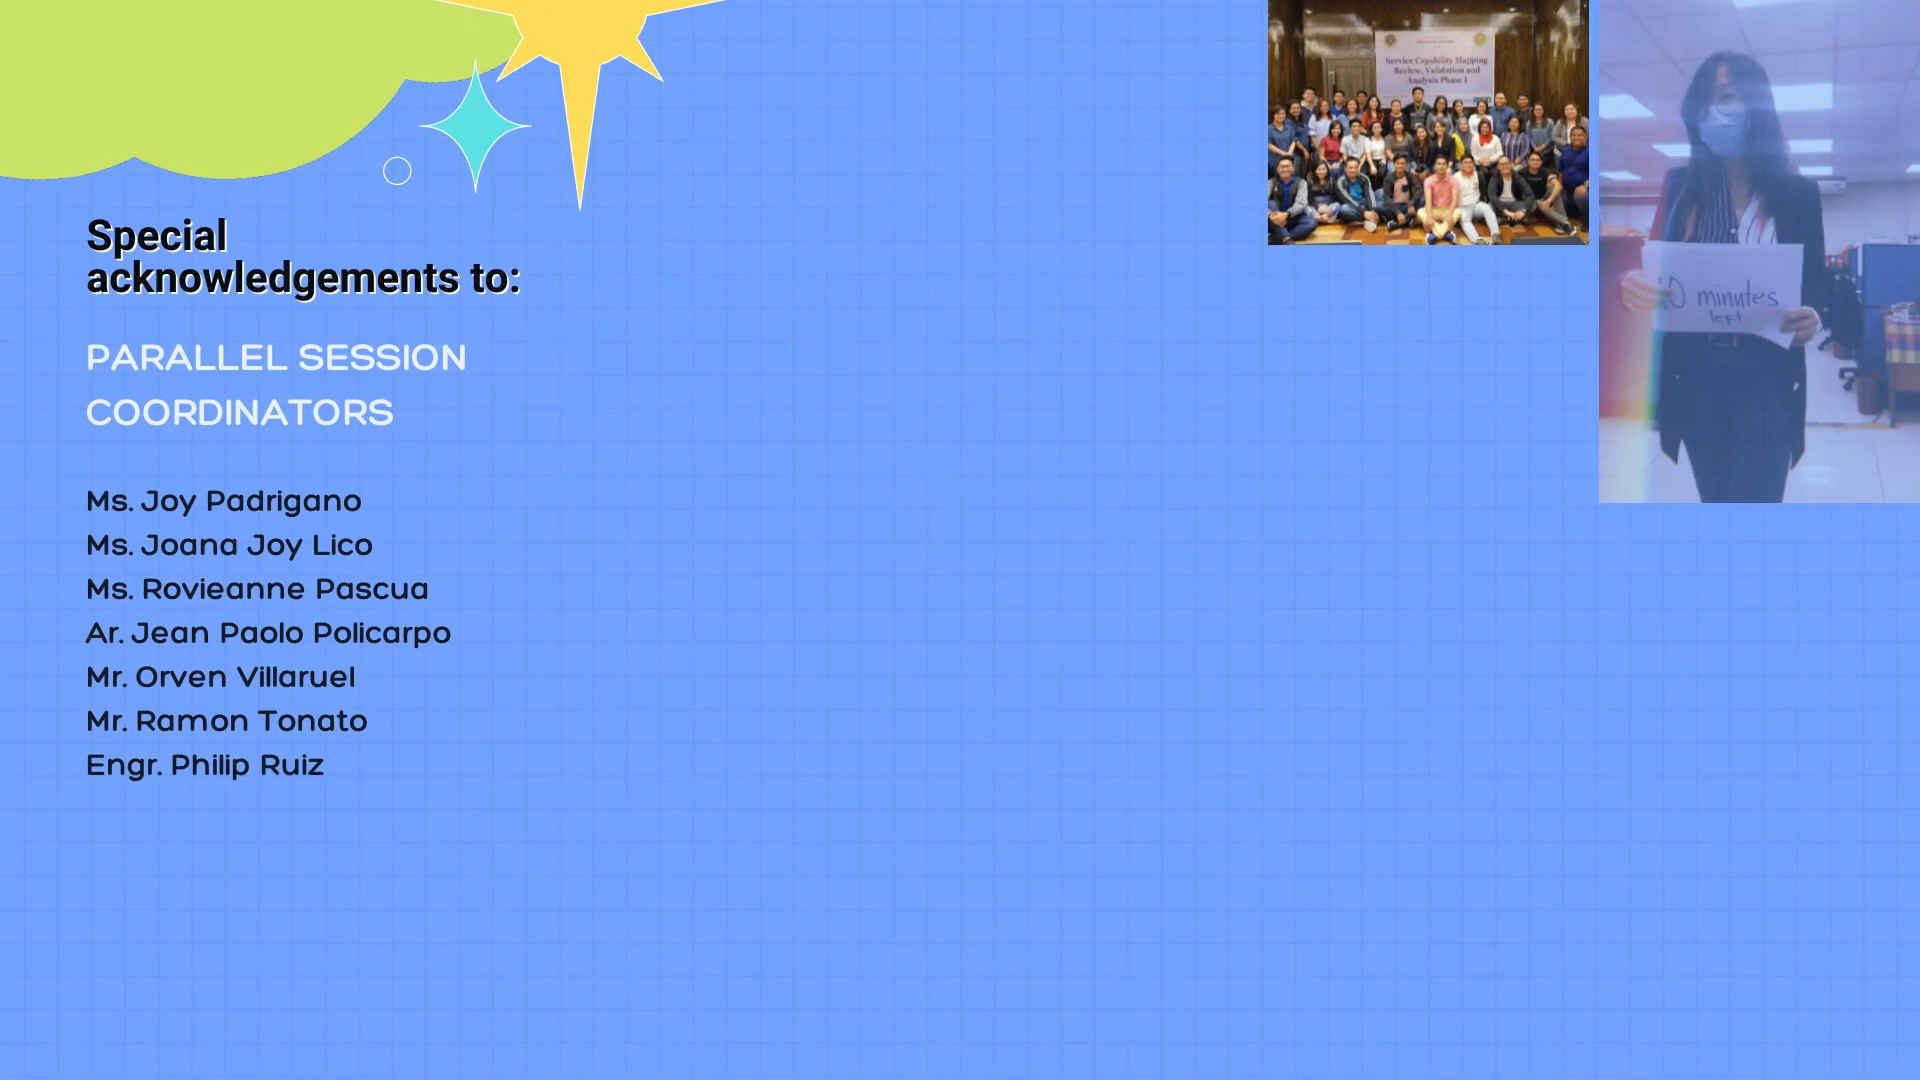 Special
acknowledgements to:
PARALLEL SESSION
COORDINATORS
Ms. Joy Padrigano
Ms. Joana Joy Lico
Ms. Rovieanne Pascua
Ar. Jean Paolo Policarpo
Mr. Orven Villaruel
Mr. Ramon Tonato
Engr. Philip Ruiz
Service Capability Mapping
Review, Validation and
Analysis Phase I
minutes
left